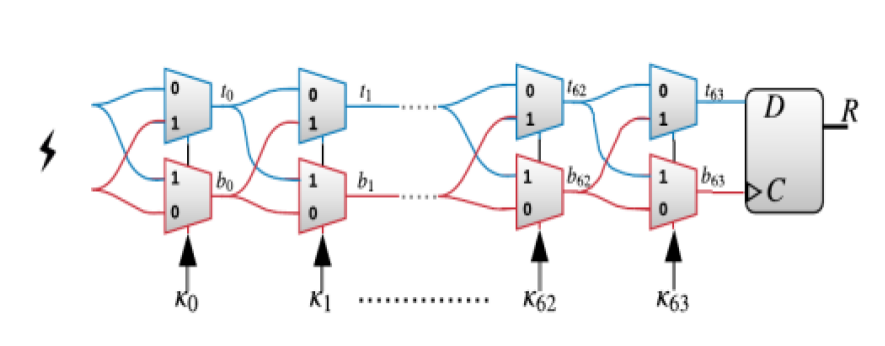 0 t₀ 0 t₁ 0 t₆₂ 0 t₆₃ D R
1 1 1 1
1 b₀ 1 b₁ 1 b₆₂ 1 b₆₃ C
0 0 0 0
κ₀ κ₁ κ₆₂ κ₆₃